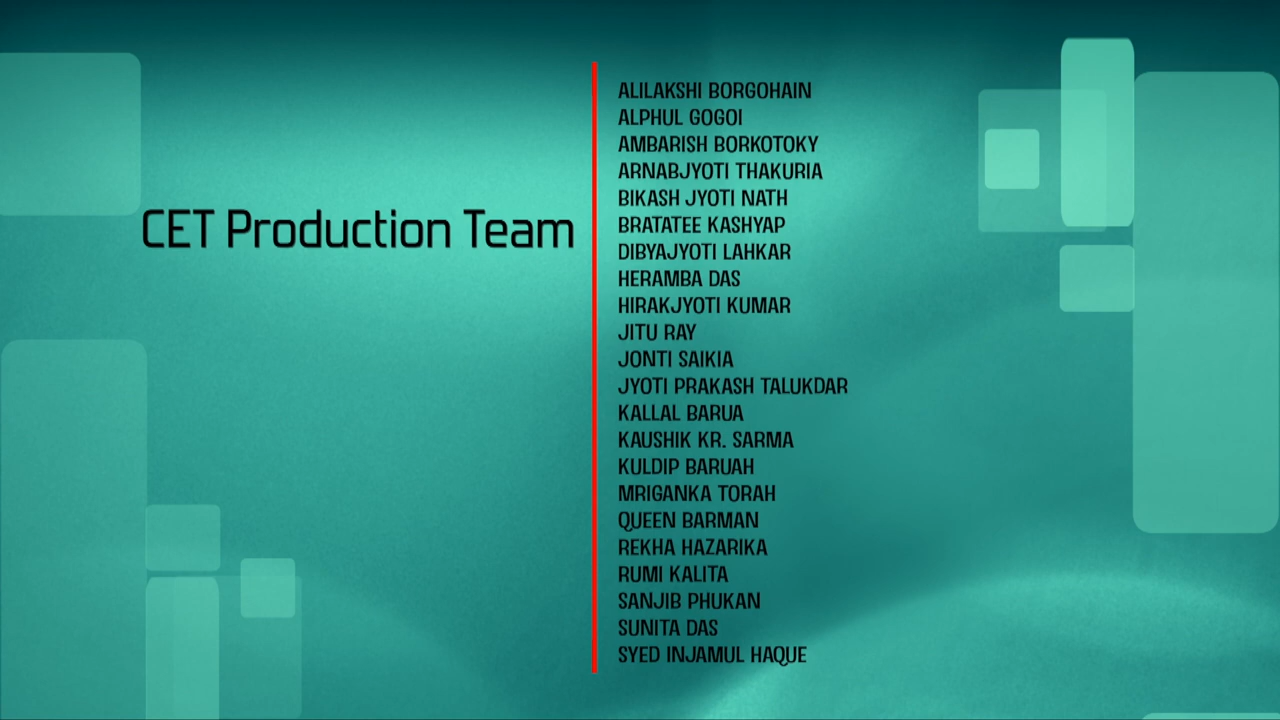 CET Production Team
ALILAKSHI BORGOHAIN
ALPHUL GOGOI
AMBARISH BORKOTOKY
ARNABJYOTI THAKURIA
BIKASH JYOTI NATH
BRATATEE KASHYAP
DIBYAJYOTI LAHKAR
HERAMBA DAS
HIRAKJYOTI KUMAR
JITU RAY
JONTI SAIKIA
JYOTI PRAKASH TALUKDAR
KALLAL BARUA
KAUSHIK KR. SARMA
KULDIP BARUAH
MRIGANKA TORAH
QUEEN BARMAN
REKHA HAZARIKA
RUMI KALITA
SANJIB PHUKAN
SUNITA DAS
SYED INJAMUL HAQUE